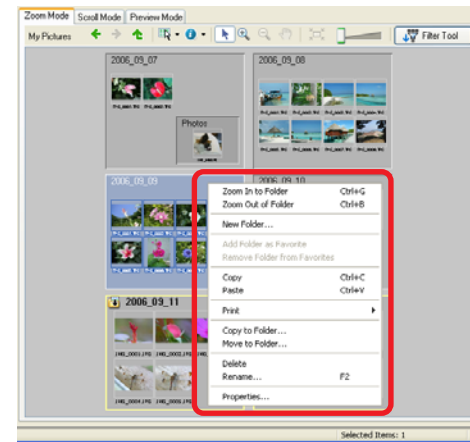 Zoom Mode Scroll Mode Preview Mode
My Pictures Filter Tool
2006_09_07 2006_09_08
Photos
2006_09_09 2006_09_10
Zoom In to Folder Ctrl+G
Zoom Out of Folder Ctrl+B
New Folder...
Add Folder as Favorite
Remove Folder from Favorites
Copy Ctrl+C
Paste Ctrl+V
Print
Copy to Folder...
Move to Folder...
Delete
Rename... F2
Properties...
2006_09_11
Selected Items: 1